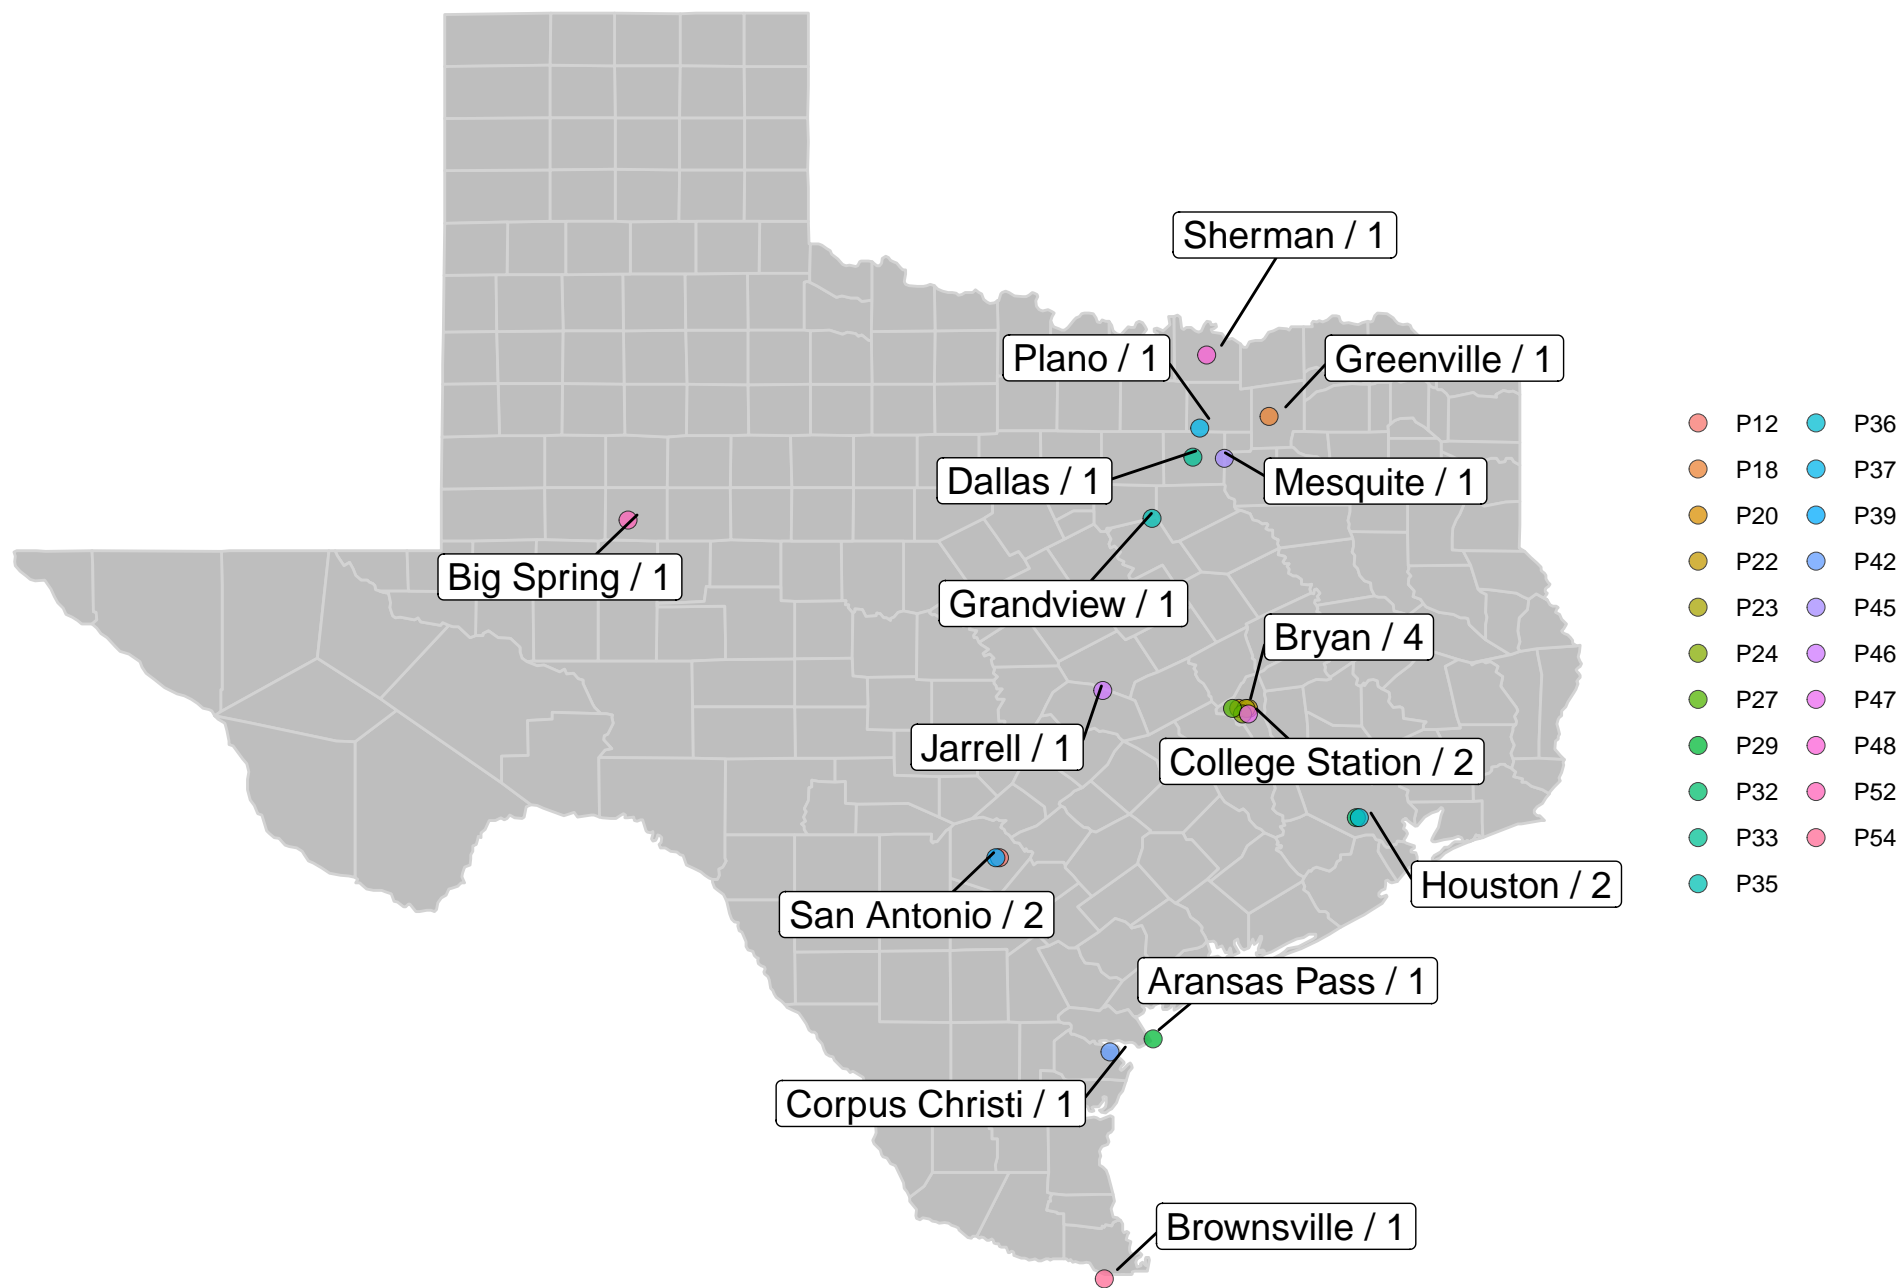 Sherman / 1
Plano / 1
Greenville / 1
Dallas / 1
Mesquite / 1
Big Spring / 1
Grandview / 1
Bryan / 4
Jarrell / 1
College Station / 2
San Antonio / 2
Houston / 2
Aransas Pass / 1
Corpus Christi / 1
Brownsville / 1
P12
P18
P20
P22
P23
P24
P27
P29
P32
P33
P35
P36
P37
P39
P42
P45
P46
P47
P48
P52
P54